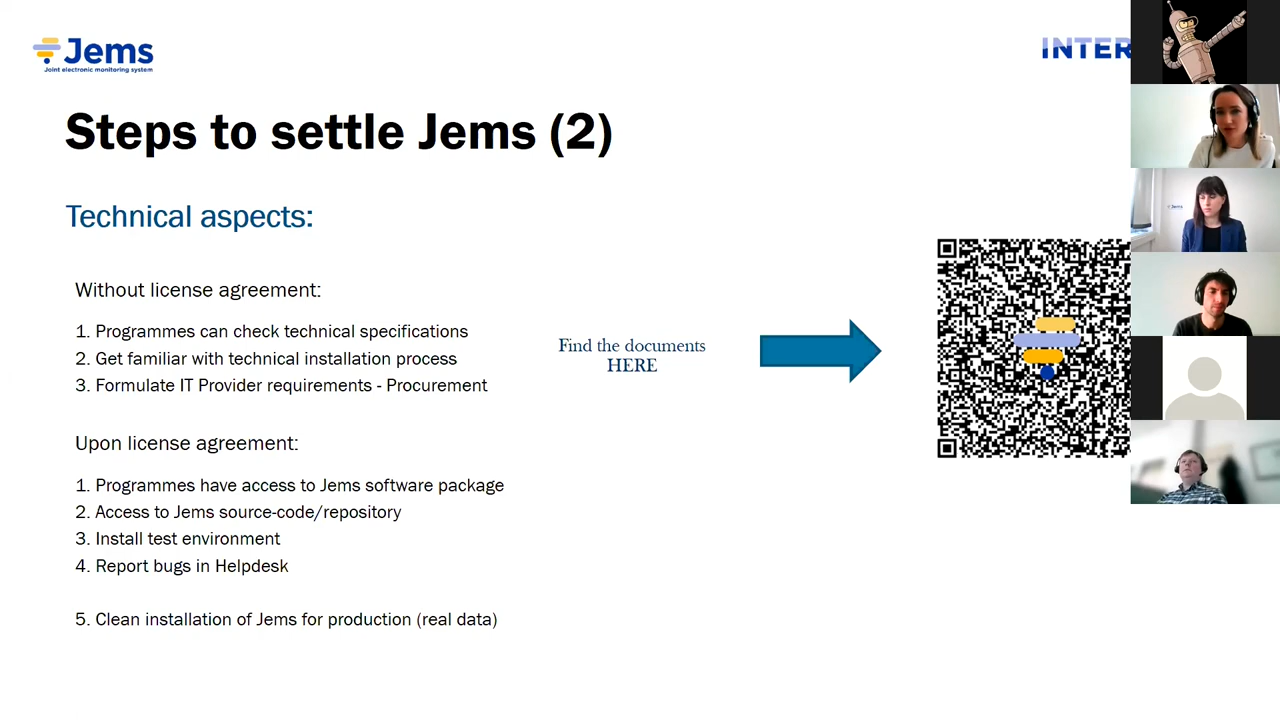 Jems
Joint electronic monitoring system
INTER
Steps to settle Jems (2)
Technical aspects:
Without license agreement:
1. Programmes can check technical specifications
2. Get familiar with technical installation process
3. Formulate IT Provider requirements - Procurement
Find the documents
HERE
Upon license agreement:
1. Programmes have access to Jems software package
2. Access to Jems source-code/repository
3. Install test environment
4. Report bugs in Helpdesk
5. Clean installation of Jems for production (real data)
Jems